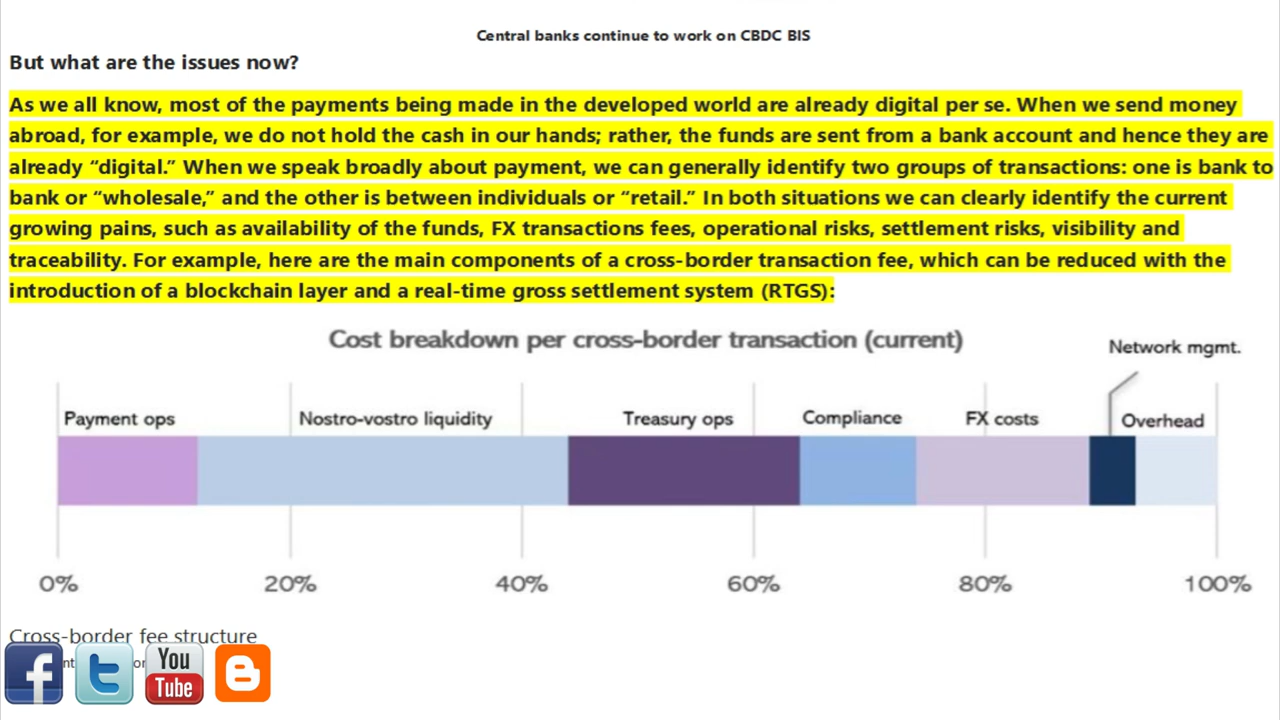 Central banks continue to work on CBDC BIS
But what are the issues now?
As we all know, most of the payments being made in the developed world are already digital per se. When we send money
abroad, for example, we do not hold the cash in our hands; rather, the funds are sent from a bank account and hence they are
already “digital.” When we speak broadly about payment, we can generally identify two groups of transactions: one is bank to
bank or “wholesale,” and the other is between individuals or “retail.” In both situations we can clearly identify the current
growing pains, such as availability of the funds, FX transactions fees, operational risks, settlement risks, visibility and
traceability. For example, here are the main components of a cross-border transaction fee, which can be reduced with the
introduction of a blockchain layer and a real-time gross settlement system (RTGS):
Cost breakdown per cross-border transaction (current)
Network mgmt.
Payment ops
Nostro-vostro liquidity
Treasury ops
Compliance
FX costs
Overhead
0%
20%
40%
60%
80%
100%
Cross-border fee structure
You
Tube